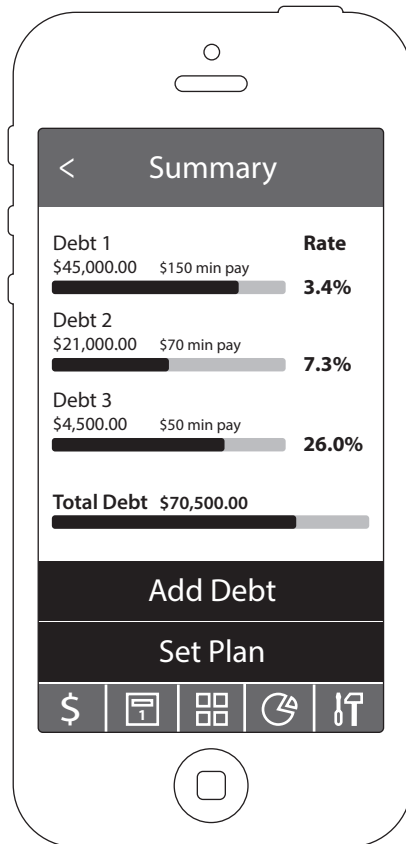 < Summary
Debt 1 Rate
$45,000.00 $150 min pay
3.4%
Debt 2
$21,000.00 $70 min pay
7.3%
Debt 3
$4,500.00 $50 min pay
26.0%
Total Debt $70,500.00
Add Debt
Set Plan
$ 1